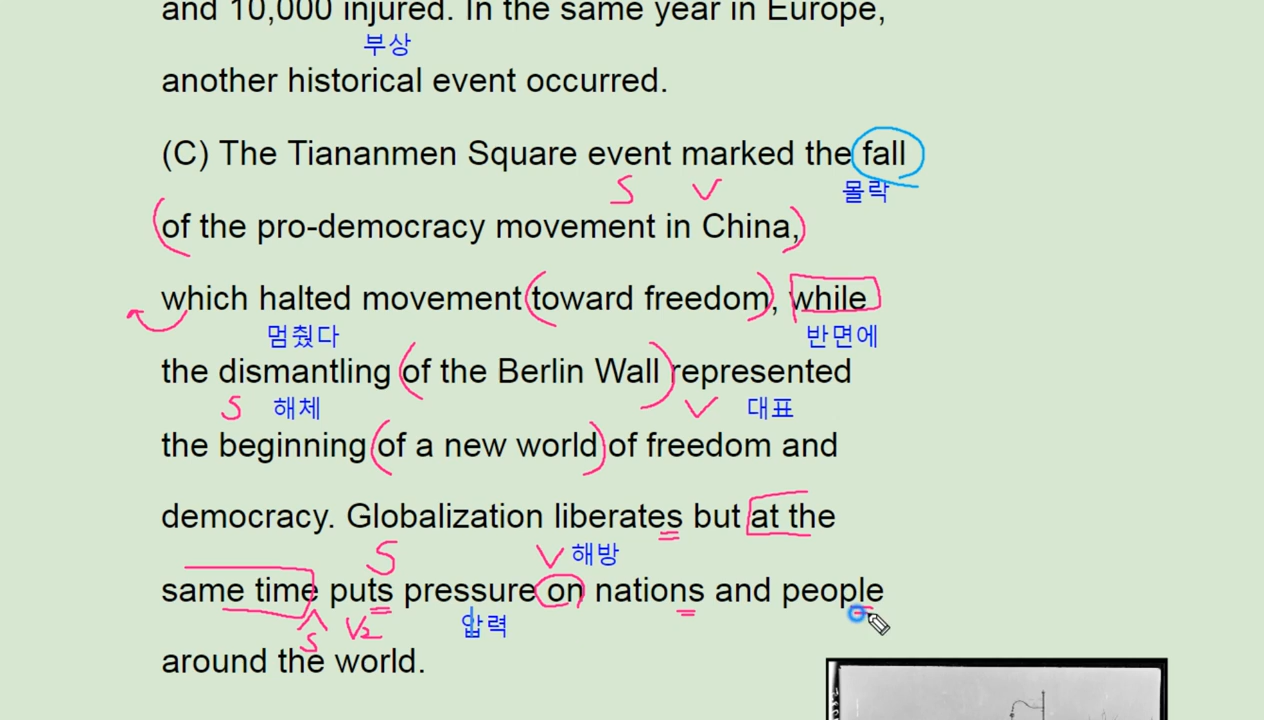 and 10,000 injured. In the same year in Europe,
부상
another historical event occurred.
(C) The Tiananmen Square event marked the fall
S V 몰락
of the pro-democracy movement in China,
which halted movement toward freedom, while
멈췄다 반면에
the dismantling of the Berlin Wall represented
S 해체 V 대표
the beginning of a new world of freedom and
democracy. Globalization liberates but at the
S V 해방
same time puts pressure on nations and people
S V2 압력
around the world.